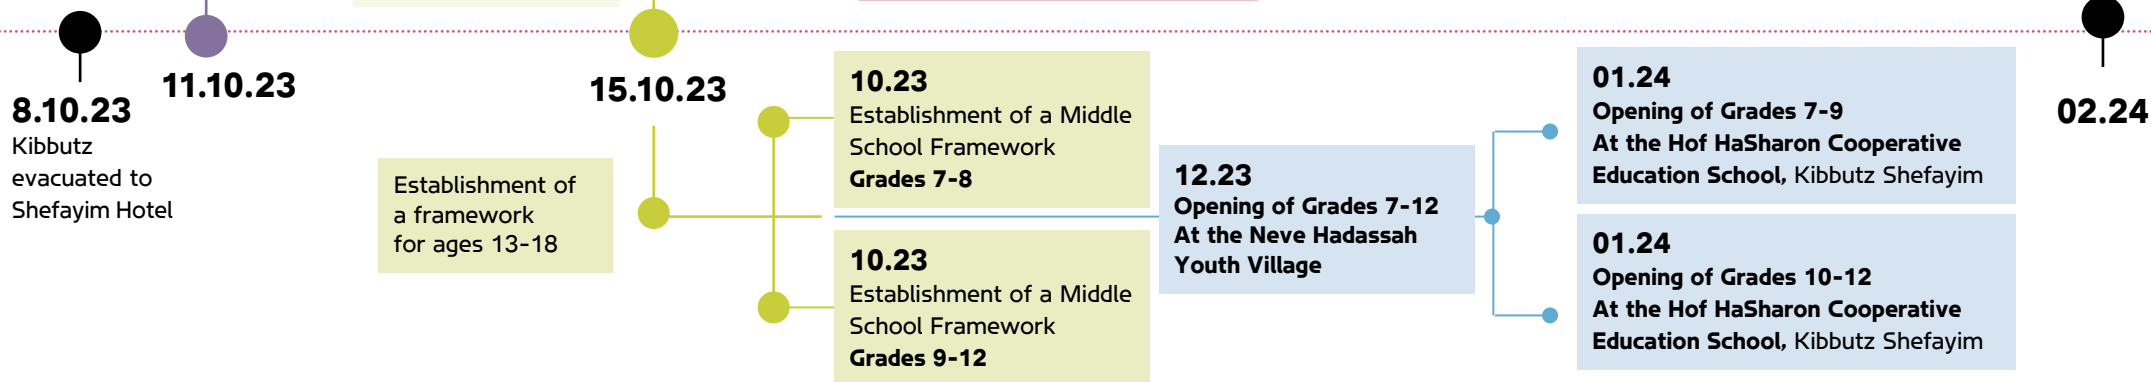 8.10.23
Kibbutz
evacuated to
Shefayim Hotel
11.10.23
15.10.23
Establishment of
a framework
for ages 13-18
10.23
Establishment of a Middle
School Framework
Grades 7-8
10.23
Establishment of a Middle
School Framework
Grades 9-12
12.23
Opening of Grades 7-12
At the Neve Hadassah
Youth Village
01.24
Opening of Grades 7-9
At the Hof HaSharon Cooperative
Education School, Kibbutz Shefayim
01.24
Opening of Grades 10-12
At the Hof HaSharon Cooperative
Education School, Kibbutz Shefayim
02.24